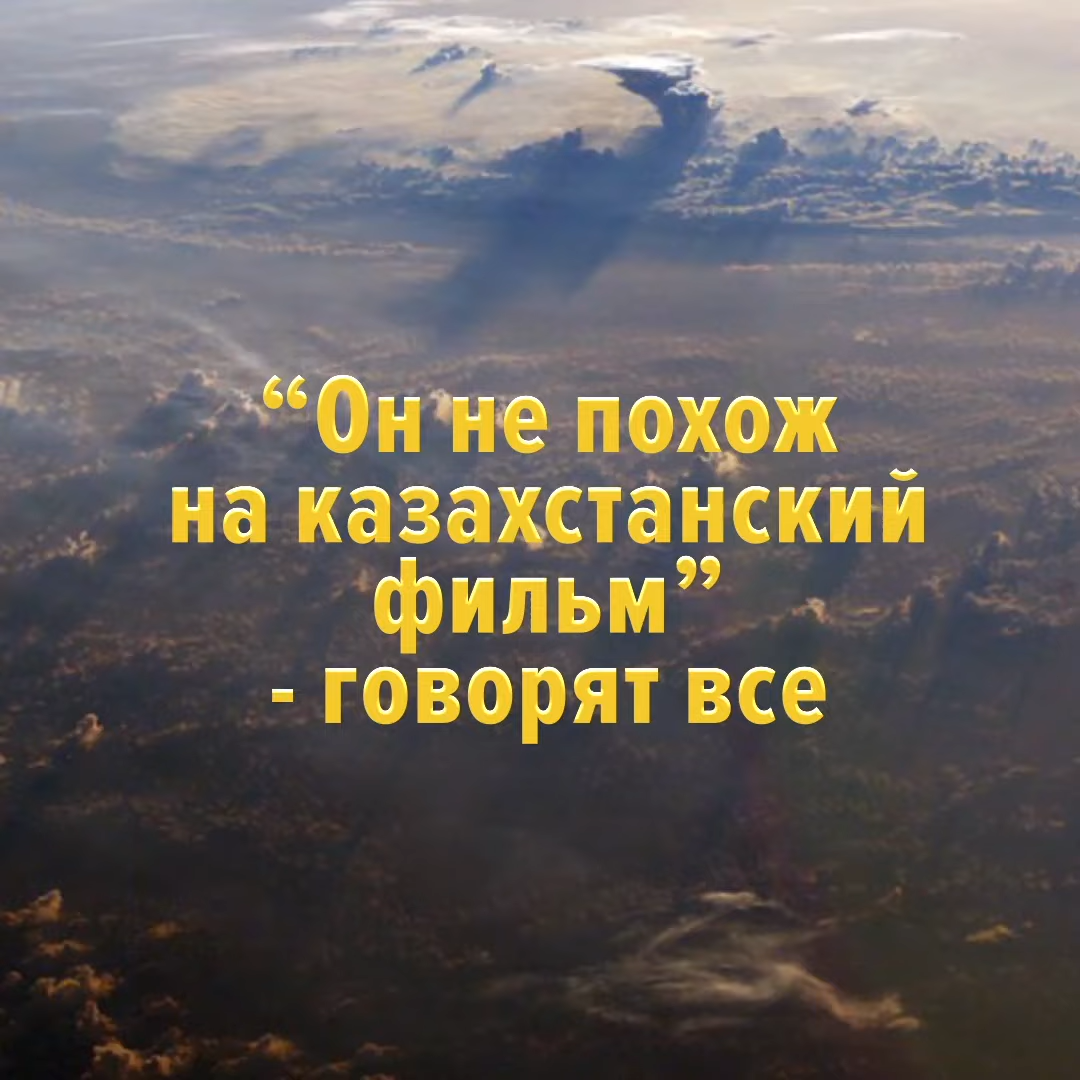 “Он не похож
на казахстанский
фильм”
- говорят все